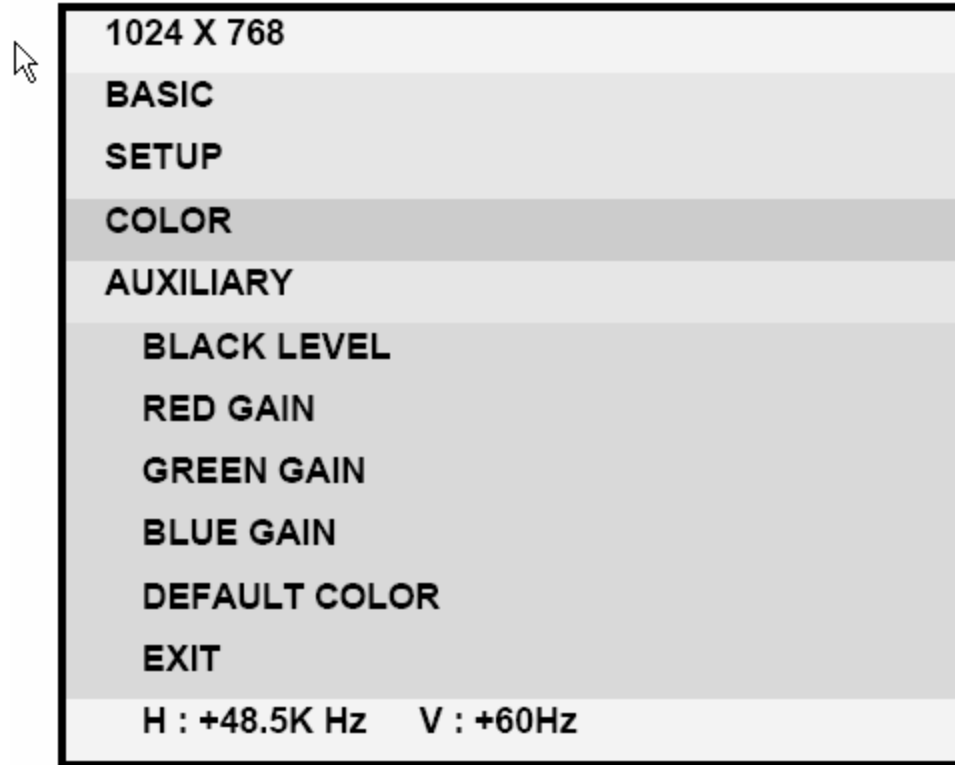 1024 X 768
BASIC
SETUP
COLOR
AUXILIARY
BLACK LEVEL
RED GAIN
GREEN GAIN
BLUE GAIN
DEFAULT COLOR
EXIT
H : +48.5K Hz V : +60Hz